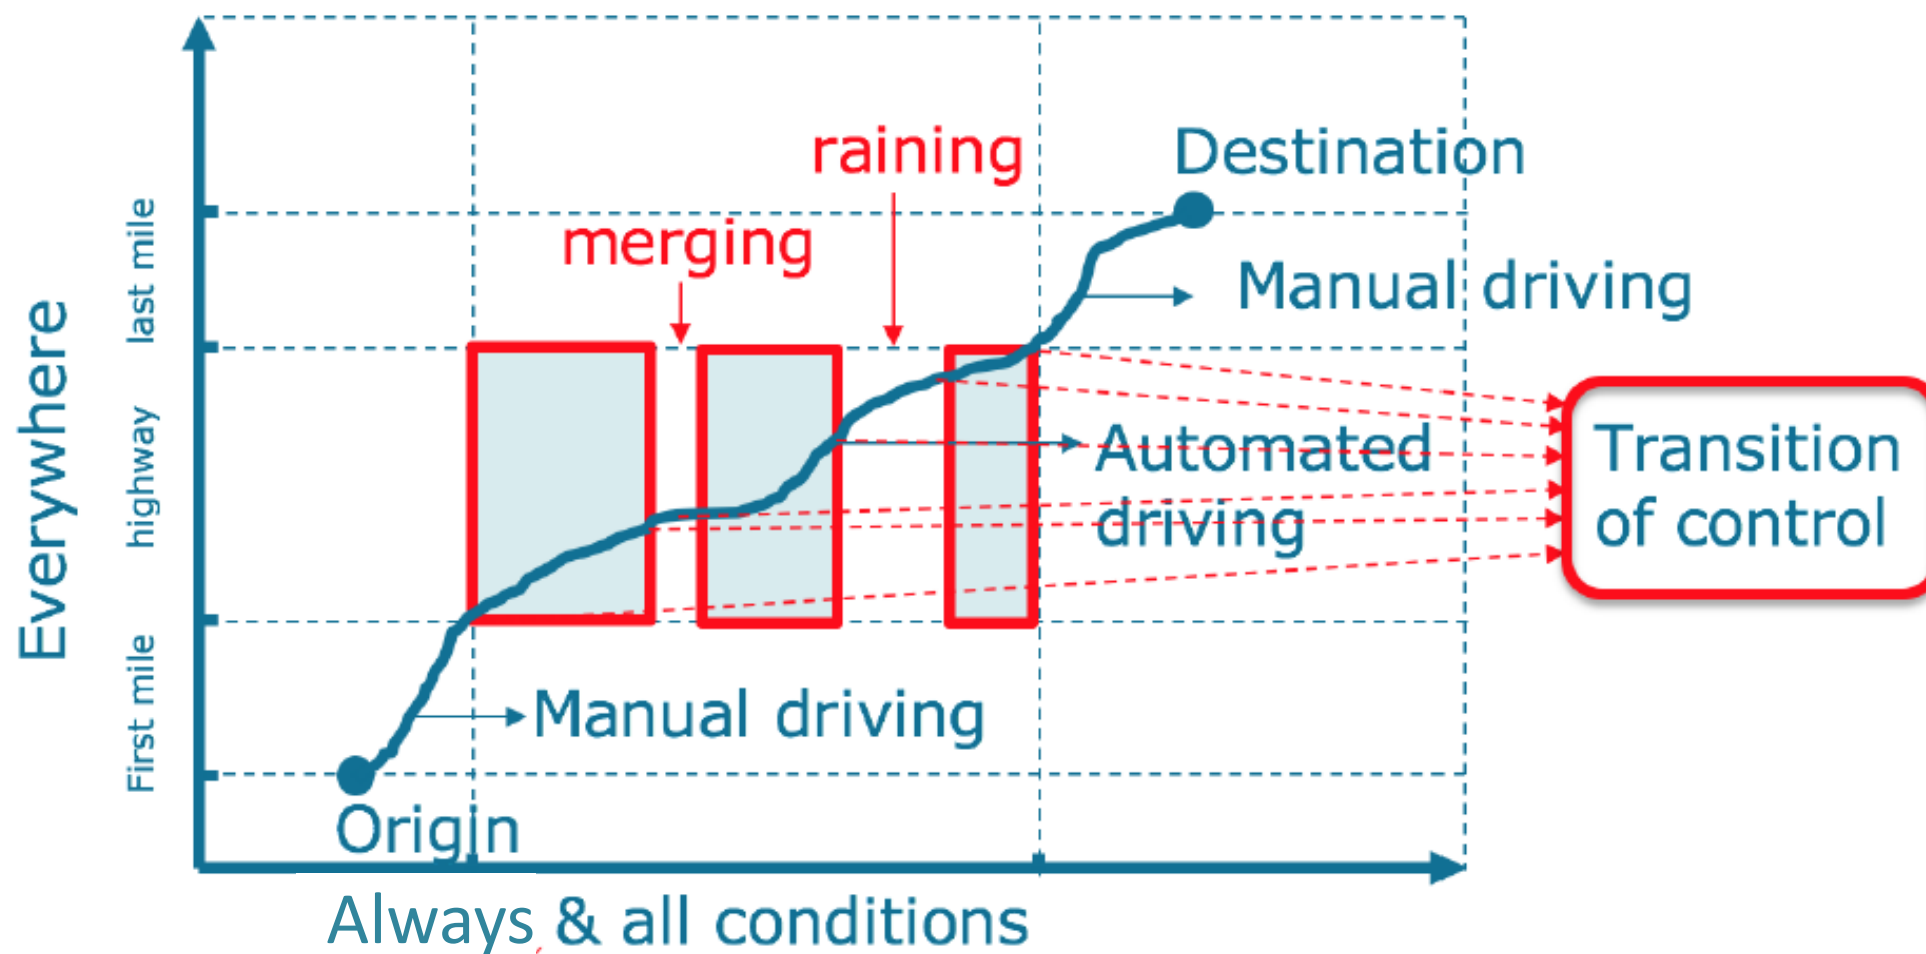 Destination
raining
merging
Manual driving
Everywhere
last mile
highway
First mile
Automated
driving
Transition
of control
Manual driving
Origin
Always & all conditions